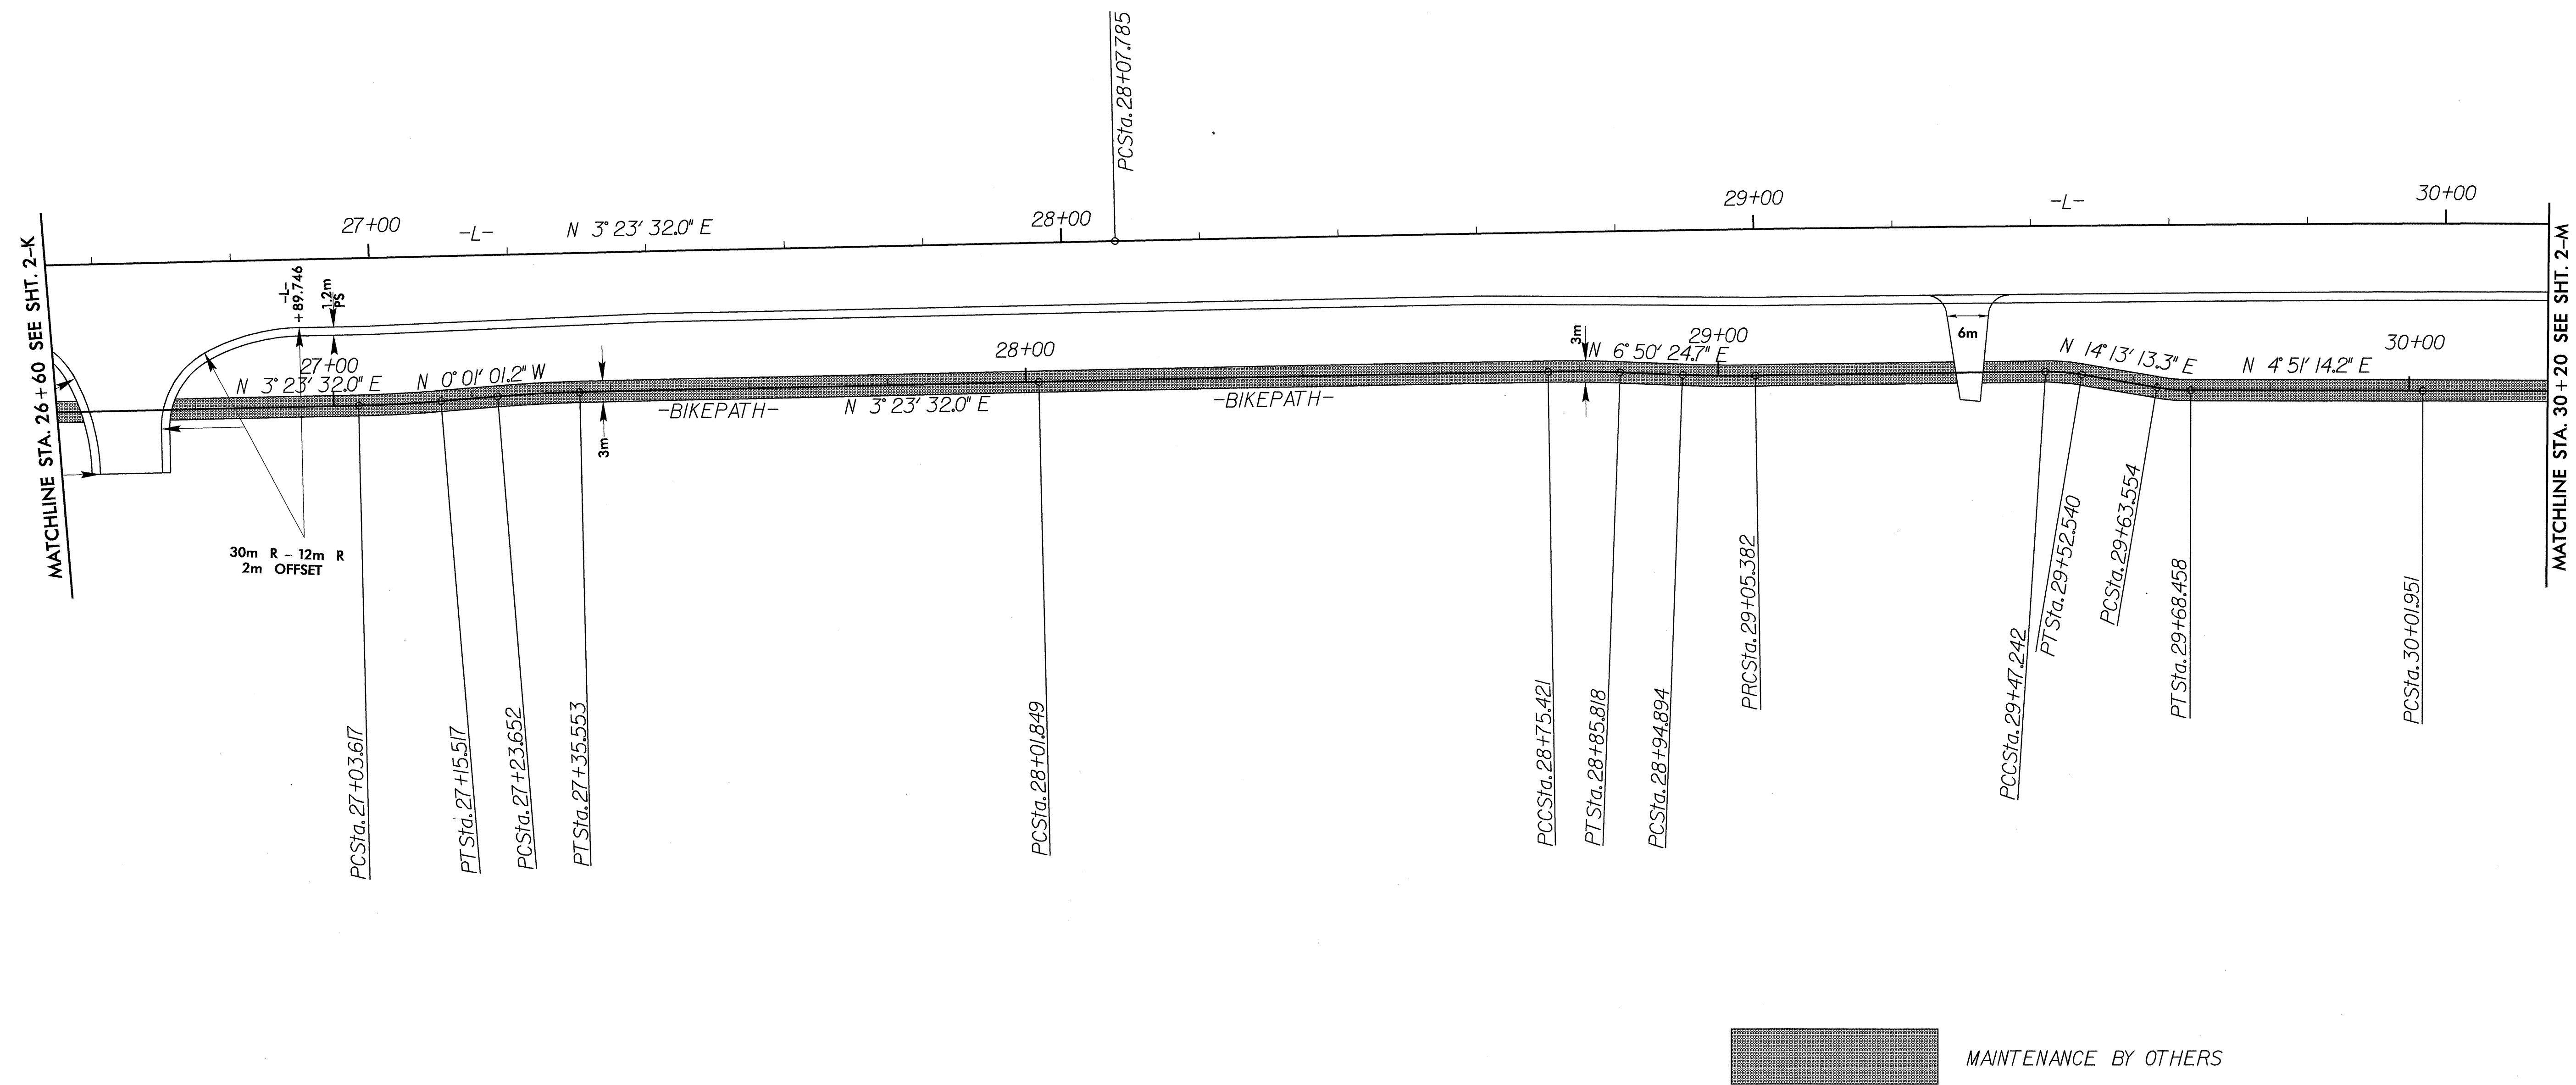 PCSta. 28+07.785
MATCHLINE STA. 26+60 SEE SHT. 2-K
27+00
-L-
N 3° 23' 32.0" E
28+00
29+00
-L-
30+00
MATCHLINE STA. 30+20 SEE SHT. 2-M
-L-
+89.746
1.2m
PS
27+00
N 3° 23' 32.0" E
N 0° 01' 01.2" W
3m
-BIKEPATH-
28+00
N 3° 23' 32.0" E
-BIKEPATH-
3m
N 6° 50' 24.7" E
29+00
6m
N 14° 13' 13.3" E
N 4° 51' 14.2" E
30+00
30m R - 12m R
2m OFFSET
PCSta. 27+03.617
PTSta. 27+15.517
PCSta. 27+23.652
PTSta. 27+35.553
PCSta. 28+01.849
PCCSta. 28+75.421
PTSta. 28+85.818
PCSta. 28+94.894
PRCSta. 29+05.382
PCCSta. 29+47.242
PTSta. 29+52.540
PCSta. 29+63.554
PTSta. 29+68.458
PCSta. 30+01.951
MAINTENANCE BY OTHERS